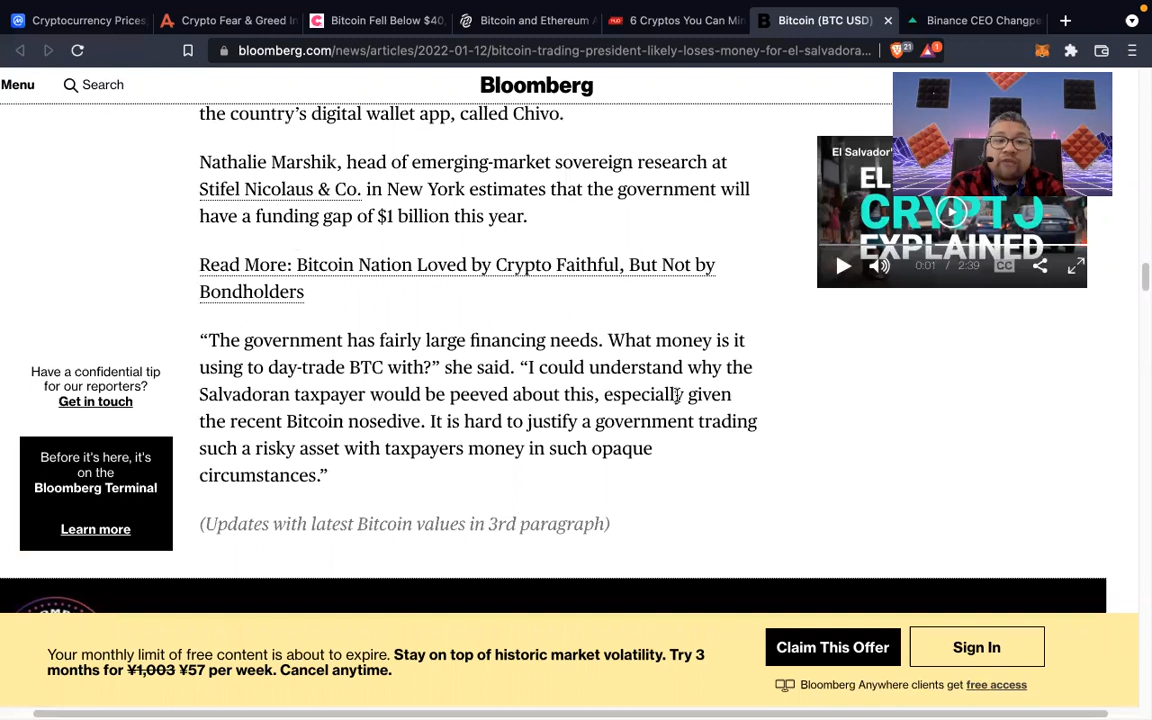 Cryptocurrency Prices,
Crypto Fear & Greed In
Bitcoin Fell Below $40,
Bitcoin and Ethereum A
6 Cryptos You Can Min
Bitcoin (BTC USD)
Binance CEO Changpe
bloomberg.com/news/articles/2022-01-12/bitcoin-trading-president-likely-loses-money-for-el-salvadora...
21
1
Menu
Search
Bloomberg
the country's digital wallet app, called Chivo.
Nathalie Marshik, head of emerging-market sovereign research at
Stifel Nicolaus & Co. in New York estimates that the government will
have a funding gap of $1 billion this year.
Read More: Bitcoin Nation Loved by Crypto Faithful, But Not by
Bondholders
“The government has fairly large financing needs. What money is it
using to day-trade BTC with?” she said. “I could understand why the
Salvadoran taxpayer would be peeved about this, especially given
the recent Bitcoin nosedive. It is hard to justify a government trading
such a risky asset with taxpayers money in such opaque
circumstances.”
(Updates with latest Bitcoin values in 3rd paragraph)
El Salvador'
EL
CRYPTO
EXPLAINED
0:01 / 2:39
CC
Have a confidential tip
for our reporters?
Get in touch
Before it's here, it's
on the
Bloomberg Terminal
Learn more
Your monthly limit of free content is about to expire. Stay on top of historic market volatility. Try 3
months for ¥1,003 ¥57 per week. Cancel anytime.
Claim This Offer
Sign In
Bloomberg Anywhere clients get free access